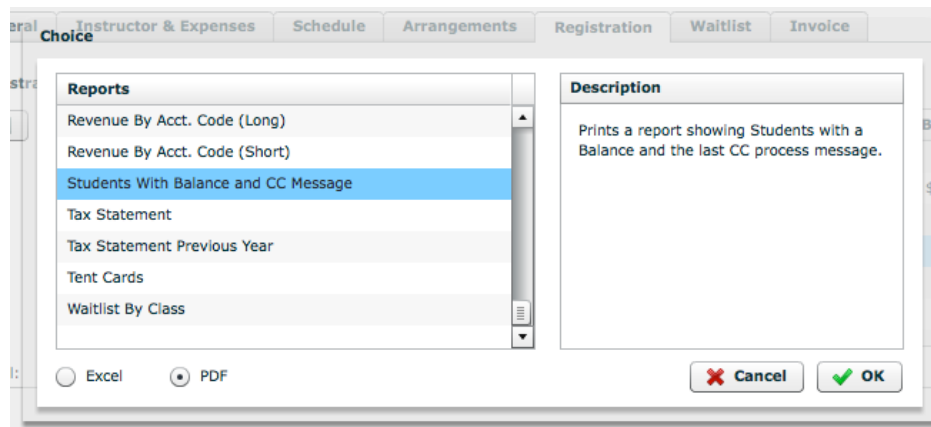 eral Instructor & Expenses Schedule Arrangements Registration Waitlist Invoice
Choice
stra
Reports
Description
Revenue By Acct. Code (Long)
Revenue By Acct. Code (Short)
Students With Balance and CC Message
Tax Statement
Tax Statement Previous Year
Tent Cards
Waitlist By Class
Prints a report showing Students with a
Balance and the last CC process message.
B
$
l:
Excel PDF
Cancel OK